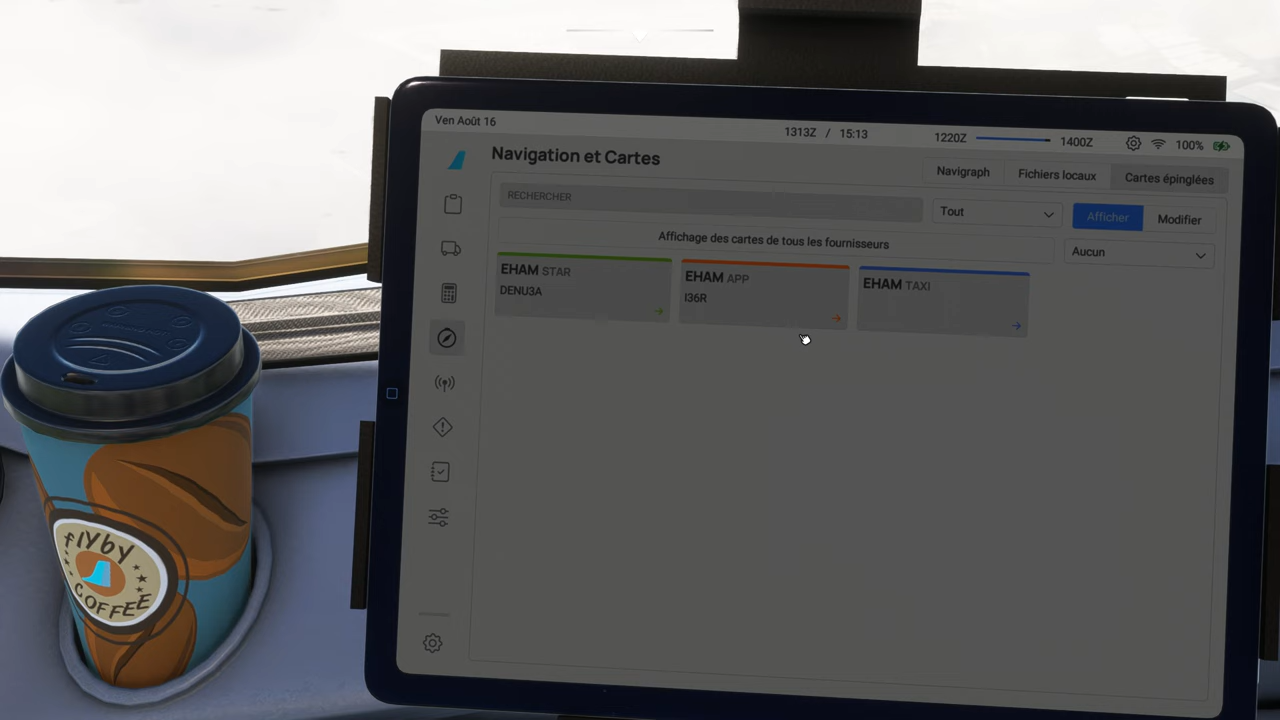 Ven Août 16
1313Z / 15:13
1220Z
1400Z
100%
Navigation et Cartes
Navigraph
Fichiers locaux
Cartes épinglées
RECHERCHER
Tout
Afficher
Modifier
Affichage des cartes de tous les fournisseurs
Aucun
EHAM STAR
DENU3A
EHAM APP
I36R
EHAM TAXI
flyby
COFFEE